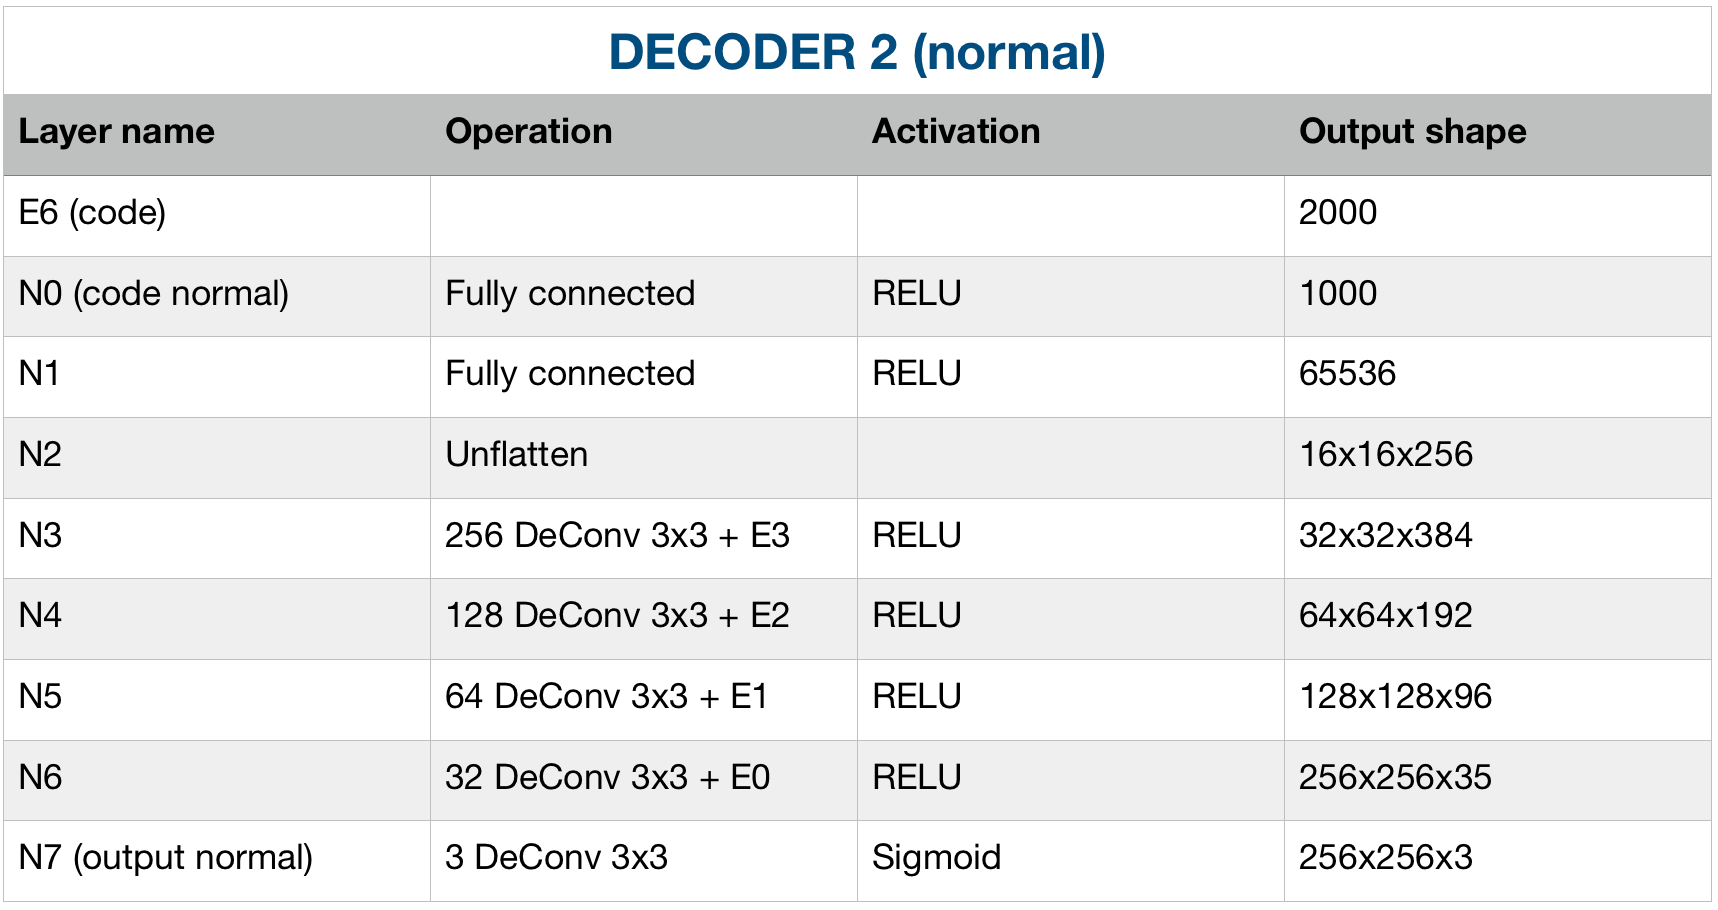 DECODER 2 (normal)
Layer name Operation Activation Output shape
E6 (code) 2000
N0 (code normal) Fully connected RELU 1000
N1 Fully connected RELU 65536
N2 Unflatten 16x16x256
N3 256 DeConv 3x3 + E3 RELU 32x32x384
N4 128 DeConv 3x3 + E2 RELU 64x64x192
N5 64 DeConv 3x3 + E1 RELU 128x128x96
N6 32 DeConv 3x3 + E0 RELU 256x256x35
N7 (output normal) 3 DeConv 3x3 Sigmoid 256x256x3